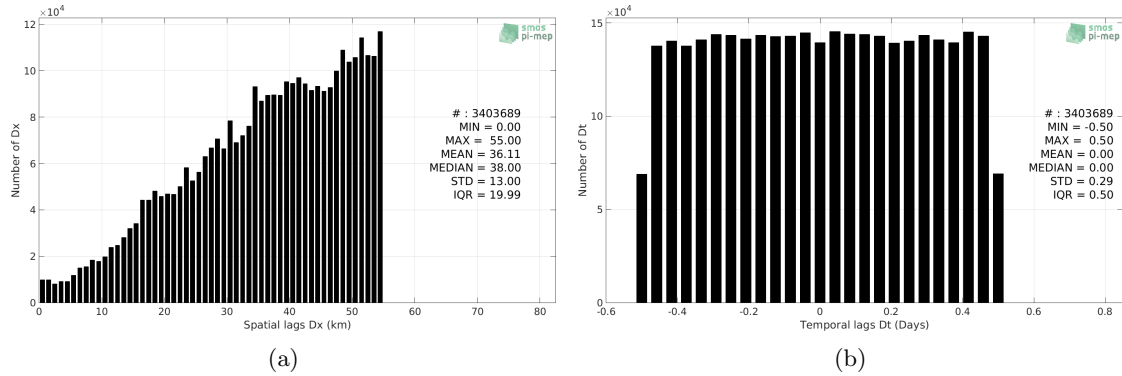 ×10⁴
12
10
8
6
4
2
0
0 10 20 30 40 50 60 70 80
Number of Dx
Spatial lags Dx (km)
smos
pi-mep
# : 3403689
MIN = 0.00
MAX = 55.00
MEAN = 36.11
MEDIAN = 38.00
STD = 13.00
IQR = 19.99
(a)
×10⁴
15
10
5
0
-0.6 -0.4 -0.2 0 0.2 0.4 0.6 0.8
Number of Dt
Temporal lags Dt (Days)
smos
pi-mep
# : 3403689
MIN = -0.50
MAX = 0.50
MEAN = 0.00
MEDIAN = 0.00
STD = 0.29
IQR = 0.50
(b)